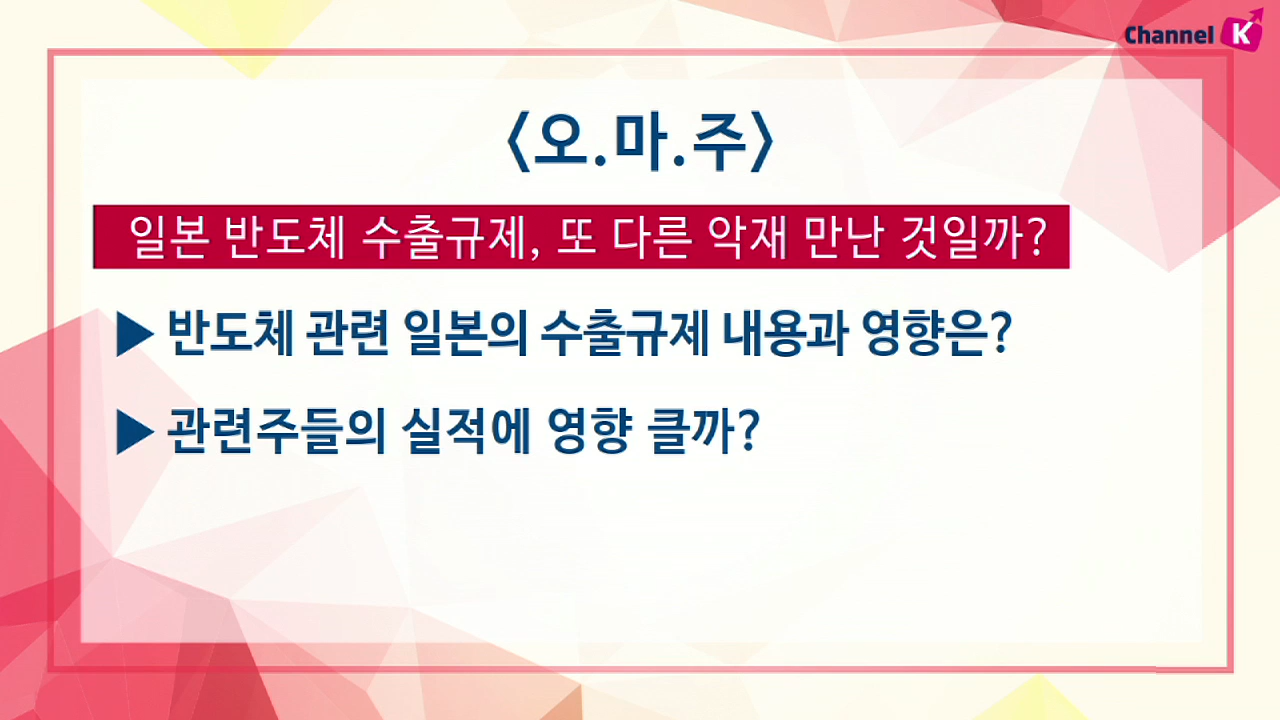 Channel K
〈오.마.주〉
일본 반도체 수출규제, 또 다른 악재 만난 것일까?
▶ 반도체 관련 일본의 수출규제 내용과 영향은?
▶ 관련주들의 실적에 영향 클까?